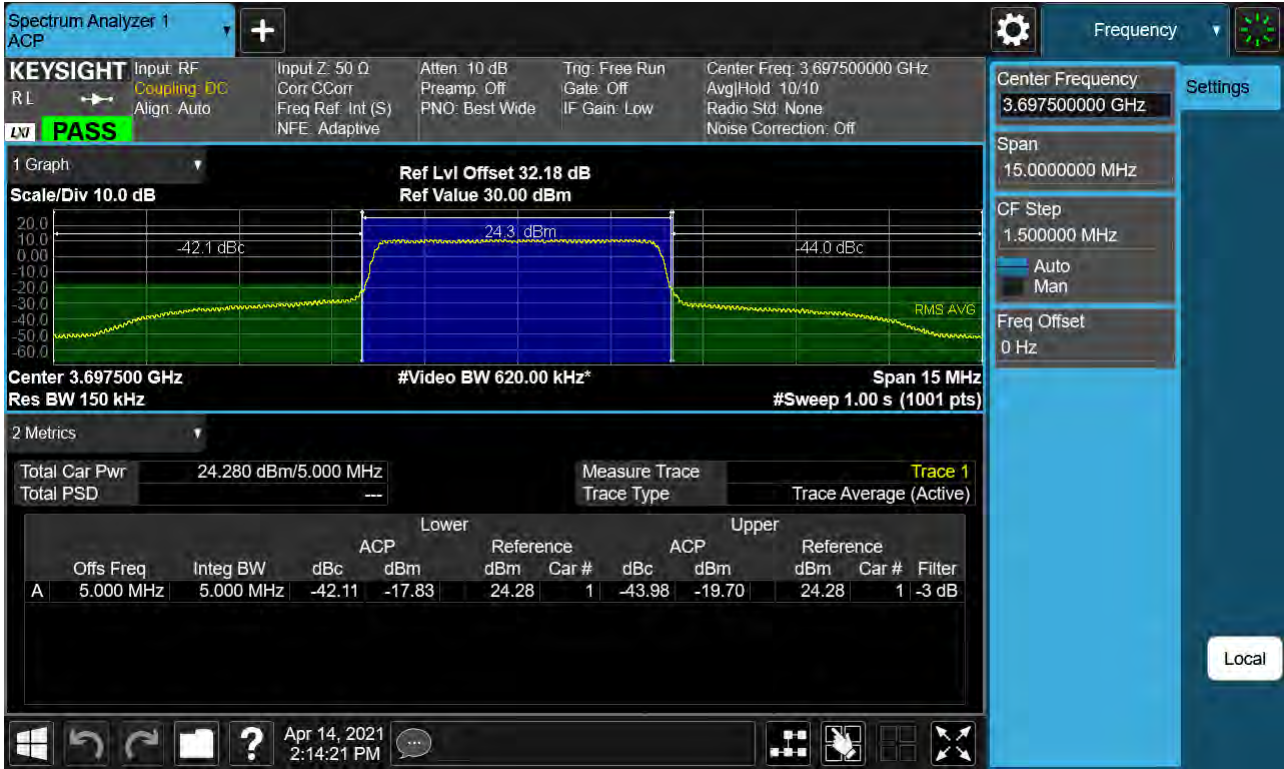 Spectrum Analyzer 1
ACP
+
Frequency
KEYSIGHT
R L
LXI
PASS
Input: RF
Coupling: DC
Align: Auto
Input Z: 50 Ω
Corr CCorr
Freq Ref: Int (S)
NFE: Adaptive
Atten: 10 dB
Preamp: Off
PNO: Best Wide
Trig: Free Run
Gate: Off
IF Gain: Low
Center Freq: 3.697500000 GHz
Avg|Hold: 10/10
Radio Std: None
Noise Correction: Off
Center Frequency
3.697500000 GHz
Settings
Span
15.0000000 MHz
CF Step
1.500000 MHz
Auto
Man
Freq Offset
0 Hz
Local
1 Graph
Scale/Div 10.0 dB
Ref Lvl Offset 32.18 dB
Ref Value 30.00 dBm
20.0
10.0
0.00
-10.0
-20.0
-30.0
-40.0
-50.0
-60.0
-42.1 dBc
24.3 dBm
-44.0 dBc
RMS AVG
Center 3.697500 GHz
#Video BW 620.00 kHz*
Span 15 MHz
Res BW 150 kHz
#Sweep 1.00 s (1001 pts)
2 Metrics
Total Car Pwr 24.280 dBm/5.000 MHz
Total PSD ---
Measure Trace Trace 1
Trace Type Trace Average (Active)
Lower Upper
ACP Reference ACP Reference
Offs Freq Integ BW dBc dBm dBm Car # dBc dBm dBm Car # Filter
A 5.000 MHz 5.000 MHz -42.11 -17.83 24.28 1 -43.98 -19.70 24.28 1 -3 dB
?
Apr 14, 2021
2:14:21 PM